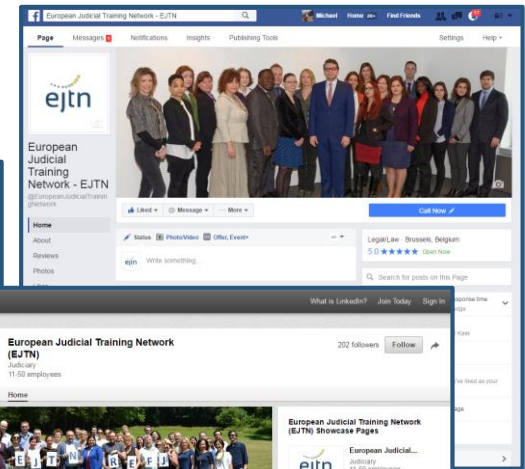 European Judicial Training Network - EJTN
Michael Home 20+ Find Friends
Page Messages Notifications Insights Publishing Tools Settings Help
ejtn
European
Judicial
Training
Network - EJTN
@EuropeanJudicialTrainin
gNetwork
Home
About
Reviews
Photos
Liked Message More
Call Now
Status Photo/Video Offer, Event+
ejtn Write something...
Legal/Law · Brussels, Belgium
5.0 ★★★★★ Open Now
Search for posts on this Page
What is LinkedIn? Join Today Sign In
European Judicial Training Network
(EJTN)
Judiciary
11-50 employees
202 followers Follow
Home
E J T N
R E F J
European Judicial Training Network
(EJTN) Showcase Pages
European Judicial...
Judiciary
ejtn